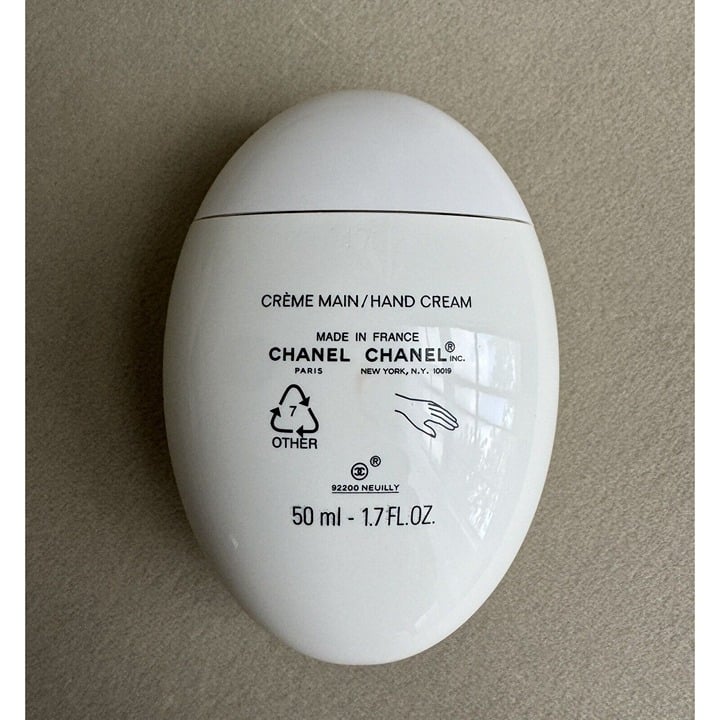 CRÈME MAIN/HAND CREAM
MADE IN FRANCE
CHANEL CHANEL® INC.
PARIS NEW YORK, N.Y. 10019
7
OTHER
®
92200 NEUILLY
50 ml - 1.7 FL.OZ.